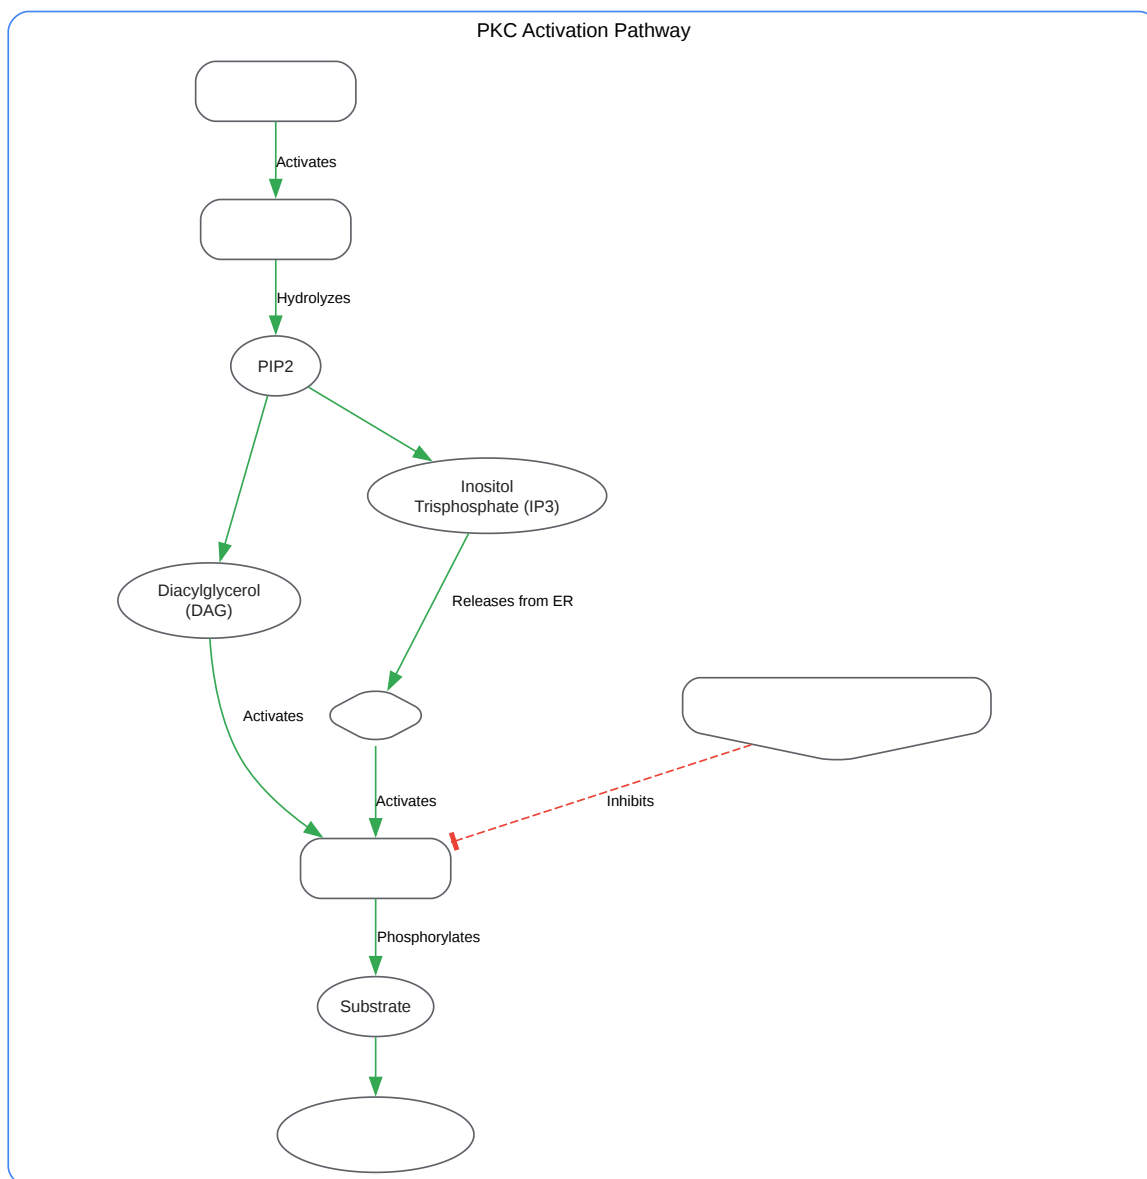 PKC Activation Pathway
Activates
Hydrolyzes
PIP2
Inositol
Trisphosphate (IP3)
Diacylglycerol
(DAG)
Releases from ER
Activates
Activates
Inhibits
Phosphorylates
Substrate